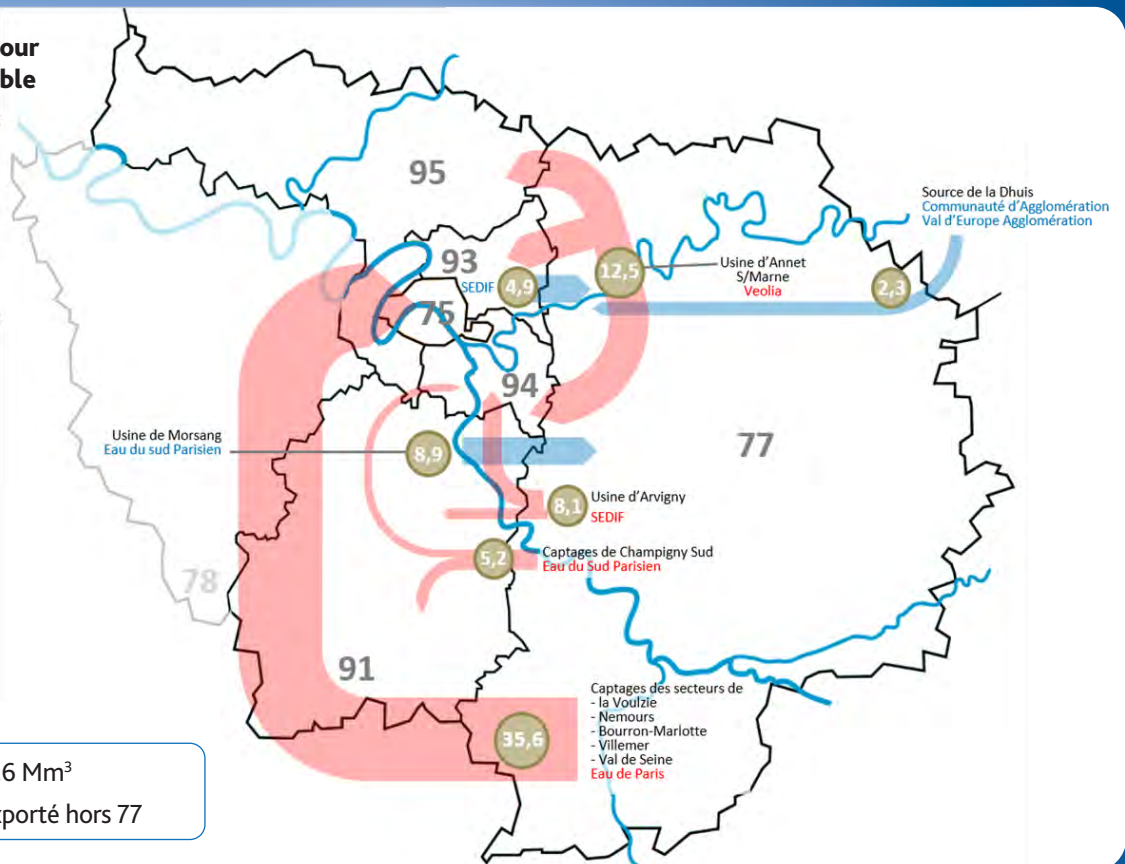 our
ble
95
Source de la Dhuis
Communauté d'Agglomération
Val d'Europe Agglomération
93
SEDIF
4,9
12,5
Usine d'Annet
S/Marne
Veolia
2,3
75
94
77
Usine de Morsang
Eau du sud Parisien
8,9
8,1
Usine d'Arvigny
SEDIF
5,2
Captages de Champigny Sud
Eau du Sud Parisien
78
91
35,6
Captages des secteurs de
- la Voulzie
- Nemours
- Bourron-Marlotte
- Villemer
- Val de Seine
Eau de Paris
6 Mm³
xporté hors 77